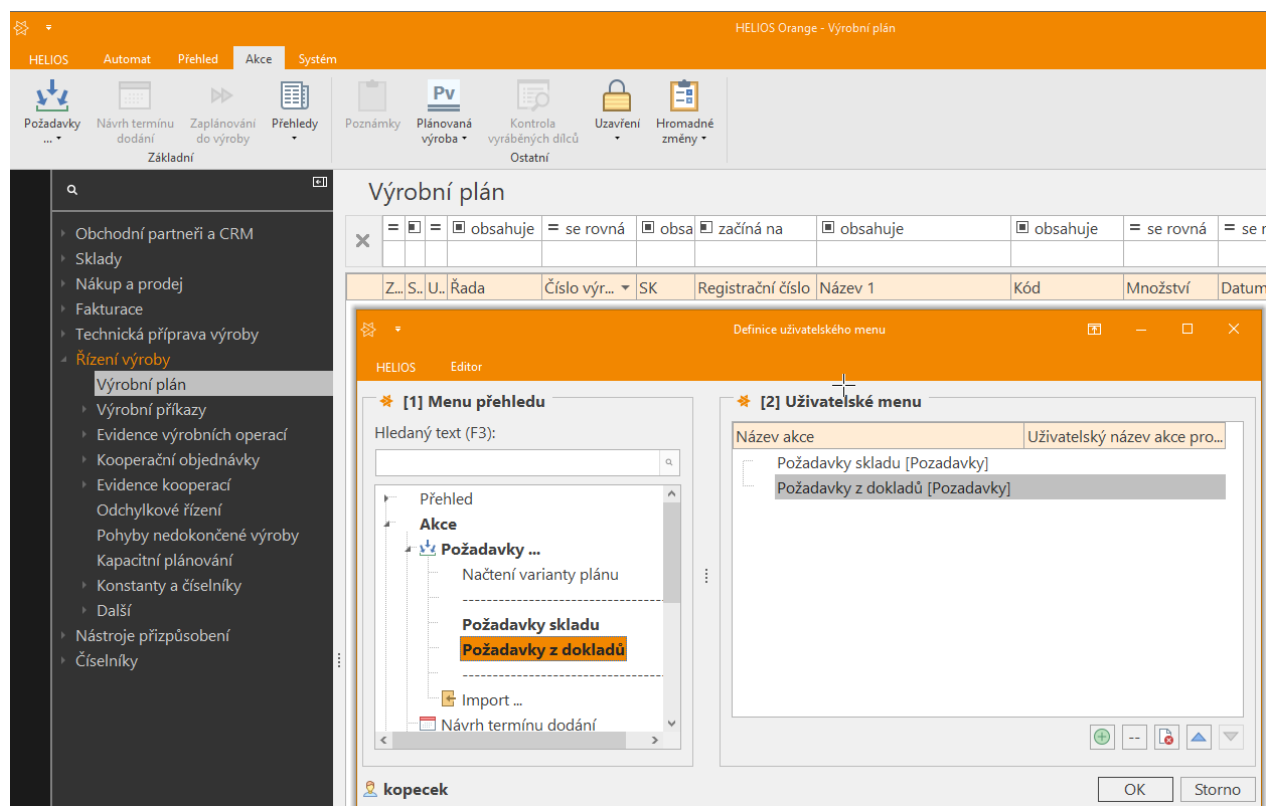 HELIOS Orange - Výrobní plán
HELIOS Automat Přehled Akce Systém
Požadavky ... Návrh termínu dodání Zaplánování do výroby Přehledy Poznámky Plánovaná výroba Kontrola vyráběných dílců Uzavření Hromadné změny
Pv
Základní Ostatní
Výrobní plán
= = obsahuje = se rovná obsa začíná na obsahuje obsahuje = se rovná = se r
Z... S.. U.. Řada Číslo výr... SK Registrační číslo Název 1 Kód Množství Datum
Obchodní partneři a CRM
Sklady
Nákup a prodej
Fakturace
Technická příprava výroby
Řízení výroby
Výrobní plán
Výrobní příkazy
Evidence výrobních operací
Kooperační objednávky
Evidence kooperací
Odchylkové řízení
Pohyby nedokončené výroby
Kapacitní plánování
Konstanty a číselníky
Další
Nástroje přizpůsobení
Číselníky
Definice uživatelského menu
HELIOS Editor
[1] Menu přehledu
Hledaný text (F3):
Přehled
Akce
Požadavky ...
Načtení varianty plánu
------------------------------------
Požadavky skladu
Požadavky z dokladů
------------------------------------
Import ...
Návrh termínu dodání
[2] Uživatelské menu
Název akce Uživatelský název akce pro...
Požadavky skladu [Pozadavky]
Požadavky z dokladů [Pozadavky]
--
kopecek
OK Storno